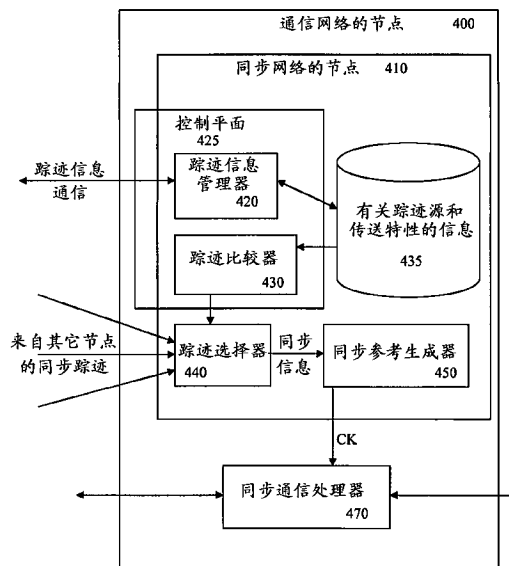 通信网络的节点 400
同步网络的节点 410
控制平面
425
踪迹信息
通信
踪迹信息
管理器
420
有关踪迹源和
传送特性的信息
435
踪迹比较器
430
来自其它节点
的同步踪迹
踪迹选择器
440
同步
信息
同步参考生成器
450
CK
同步通信处理器
470